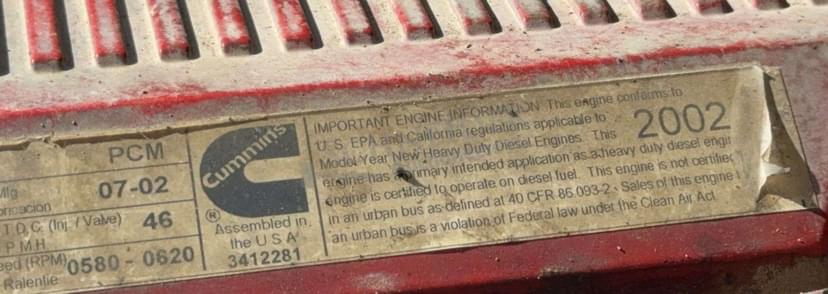 PCM
Mfg 07-02
bricacion
T D.C. (Inj. / Valve) 46
P M H
eed (RPM) 0580 - 0620
Ralentie
Cummins
®
Assembled in
the U S A
3412281
IMPORTANT ENGINE INFORMATION This engine conforms to
U. S. EPA and California regulations applicable to 2002
Model Year New Heavy Duty Diesel Engines. This
engine has a primary intended application as a heavy duty diesel engi
engine is certified to operate on diesel fuel. This engine is not certified
in an urban bus as defined at 40 CFR 86.093-2. Sales of this engine
an urban bus is a violation of Federal law under the Clean Air Act